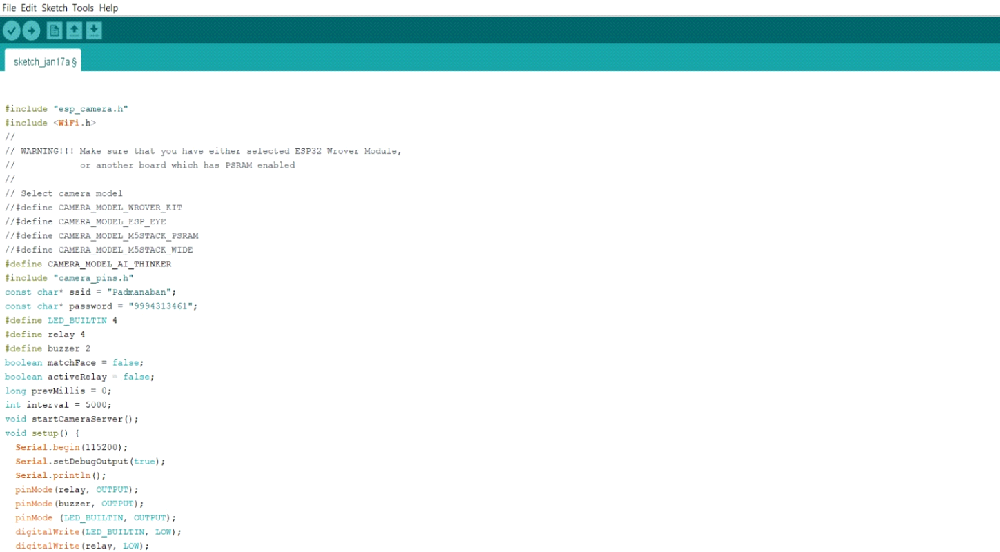 File Edit Sketch Tools Help
sketch_jan17a §
#include "esp_camera.h"
#include <WiFi.h>
//
// WARNING!!! Make sure that you have either selected ESP32 Wrover Module,
//            or another board which has PSRAM enabled
//
// Select camera model
//#define CAMERA_MODEL_WROVER_KIT
//#define CAMERA_MODEL_ESP_EYE
//#define CAMERA_MODEL_M5STACK_PSRAM
//#define CAMERA_MODEL_M5STACK_WIDE
#define CAMERA_MODEL_AI_THINKER
#include "camera_pins.h"
const char* ssid = "Padmanaban";
const char* password = "9994313461";
#define LED_BUILTIN 4
#define relay 4
#define buzzer 2
boolean matchFace = false;
boolean activeRelay = false;
long prevMillis = 0;
int interval = 5000;
void startCameraServer();
void setup() {
  Serial.begin(115200);
  Serial.setDebugOutput(true);
  Serial.println();
  pinMode(relay, OUTPUT);
  pinMode(buzzer, OUTPUT);
  pinMode (LED_BUILTIN, OUTPUT);
  digitalWrite(LED_BUILTIN, LOW);
  digitalWrite(relay, LOW);